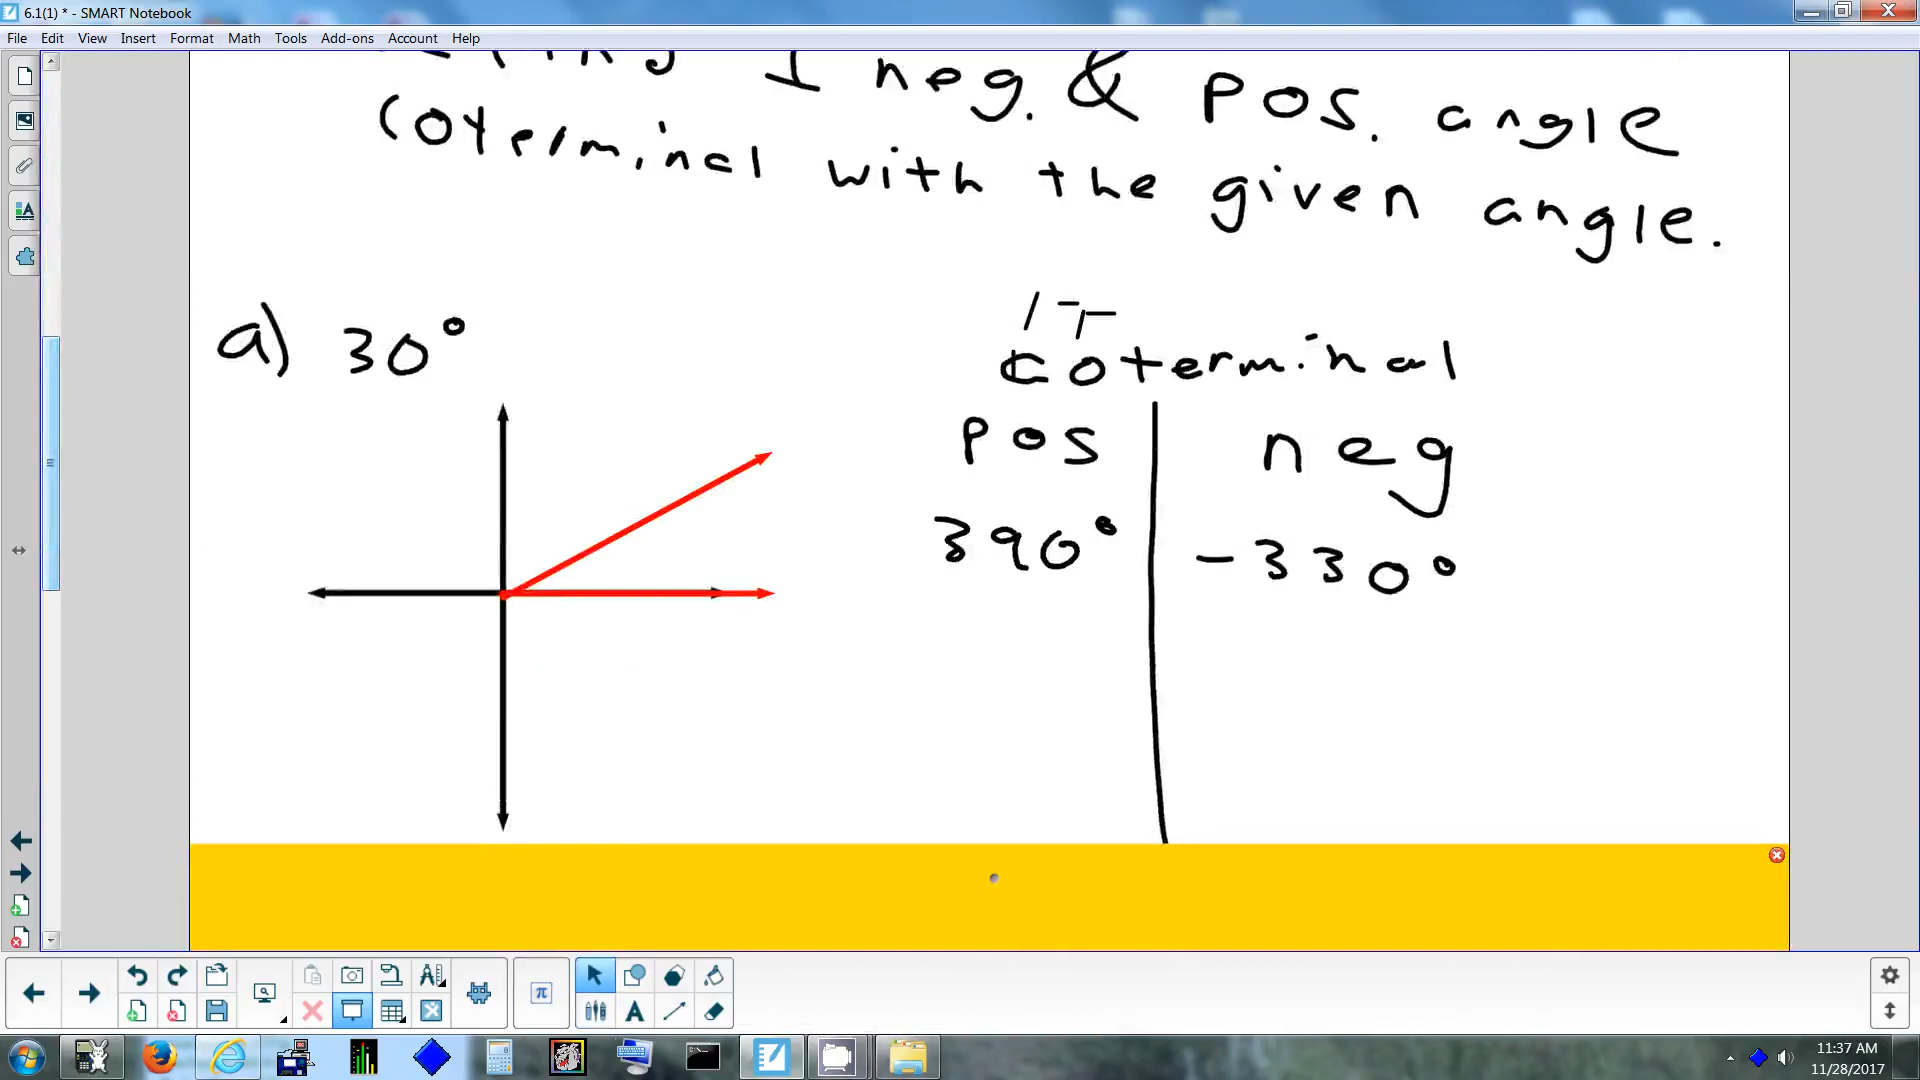 6.1(1) * - SMART Notebook
File Edit View Insert Format Math Tools Add-ons Account Help
1 neg. & pos. angle
coterminal with the given angle.
a) 30°
coterminal
pos neg
390° -330°
π
A
11:37 AM
11/28/2017